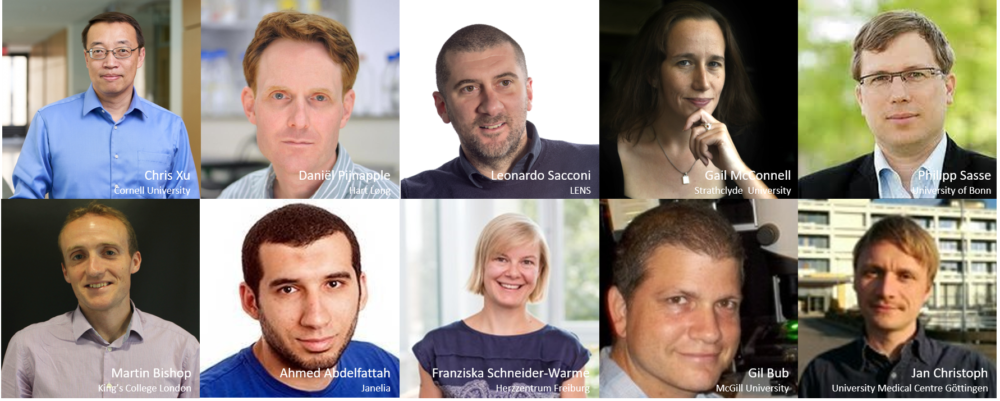 Chris Xu
Cornell University
Daniël Pijnapple
Hart Long
Leonardo Sacconi
LENS
Gail McConnell
Strathclyde University
Philipp Sasse
University of Bonn
Martin Bishop
King's College London
Ahmed Abdelfattah
Janelia
Franziska Schneider-Warme
Herzzentrum Freiburg
Gil Bub
McGill University
Jan Christoph
University Medical Centre Göttingen